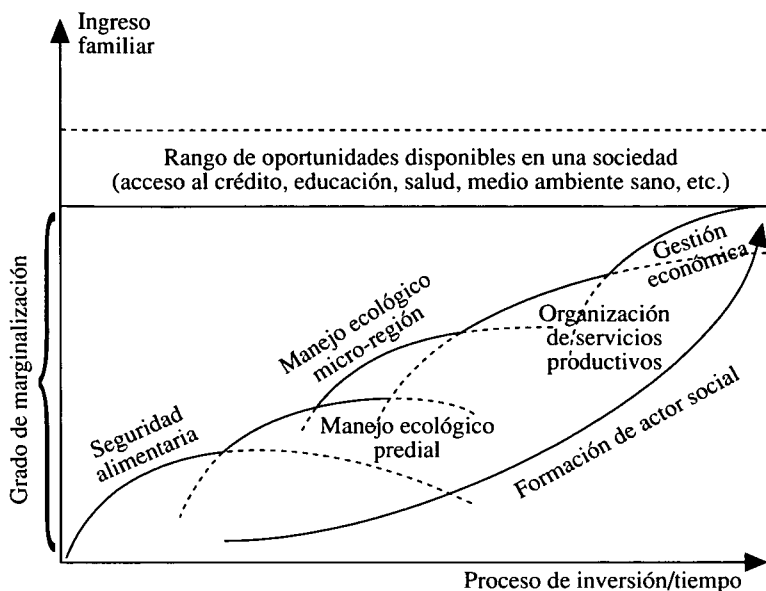 Ingreso
familiar
Rango de oportunidades disponibles en una sociedad
(acceso al crédito, educación, salud, medio ambiente sano, etc.)
Grado de marginalización
Gestión
económica
Manejo ecológico
micro-región
Organización
de servicios
productivos
Seguridad
alimentaria
Manejo ecológico
predial
Formación de actor social
Proceso de inversión/tiempo